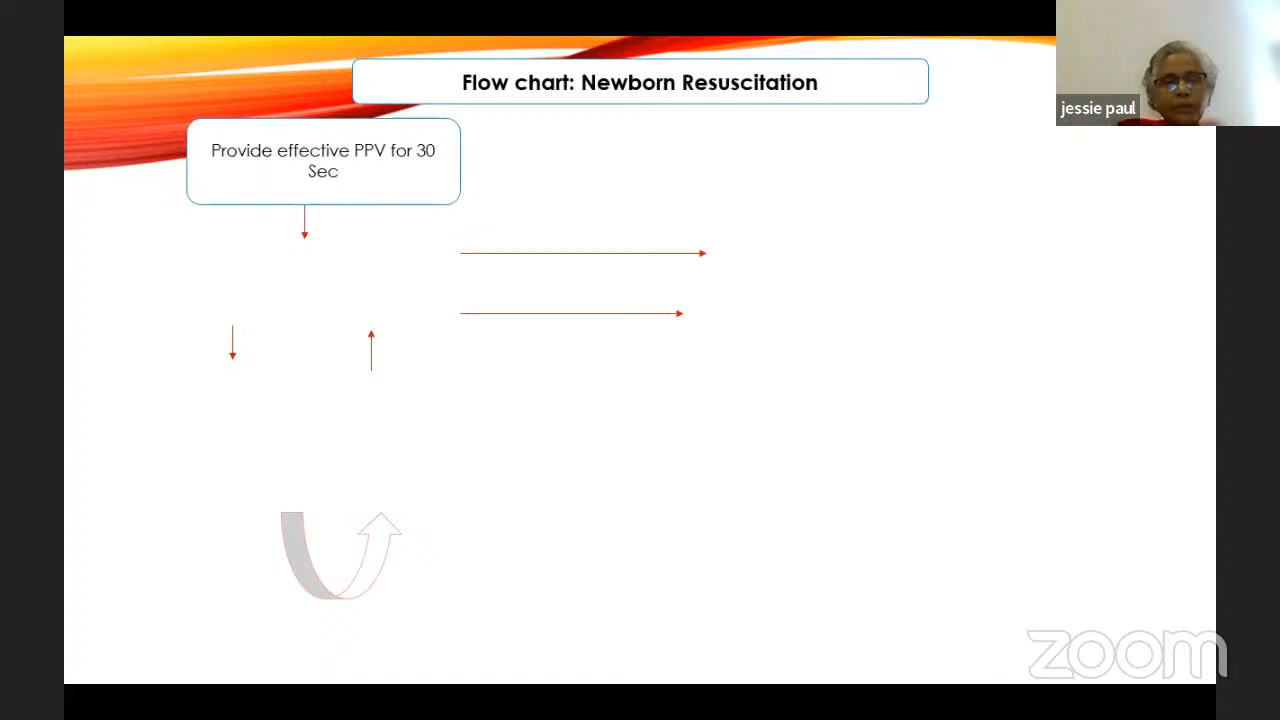 Flow chart: Newborn Resuscitation
jessie paul
Provide effective PPV for 30
Sec
zoom